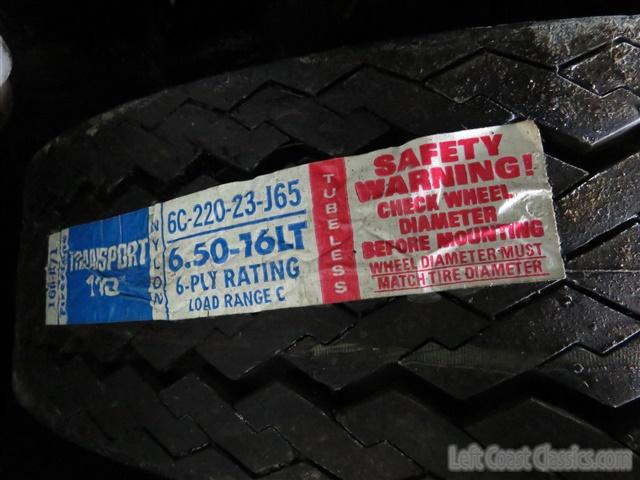 Firestone
TRANSPORT
110
NYLON
6C-220-23-J65
6.50-16LT
6-PLY RATING
LOAD RANGE C
TUBELESS
SAFETY
WARNING!
CHECK WHEEL
DIAMETER
BEFORE MOUNTING
WHEEL DIAMETER MUST
MATCH TIRE DIAMETER
Left Coast Classics.com